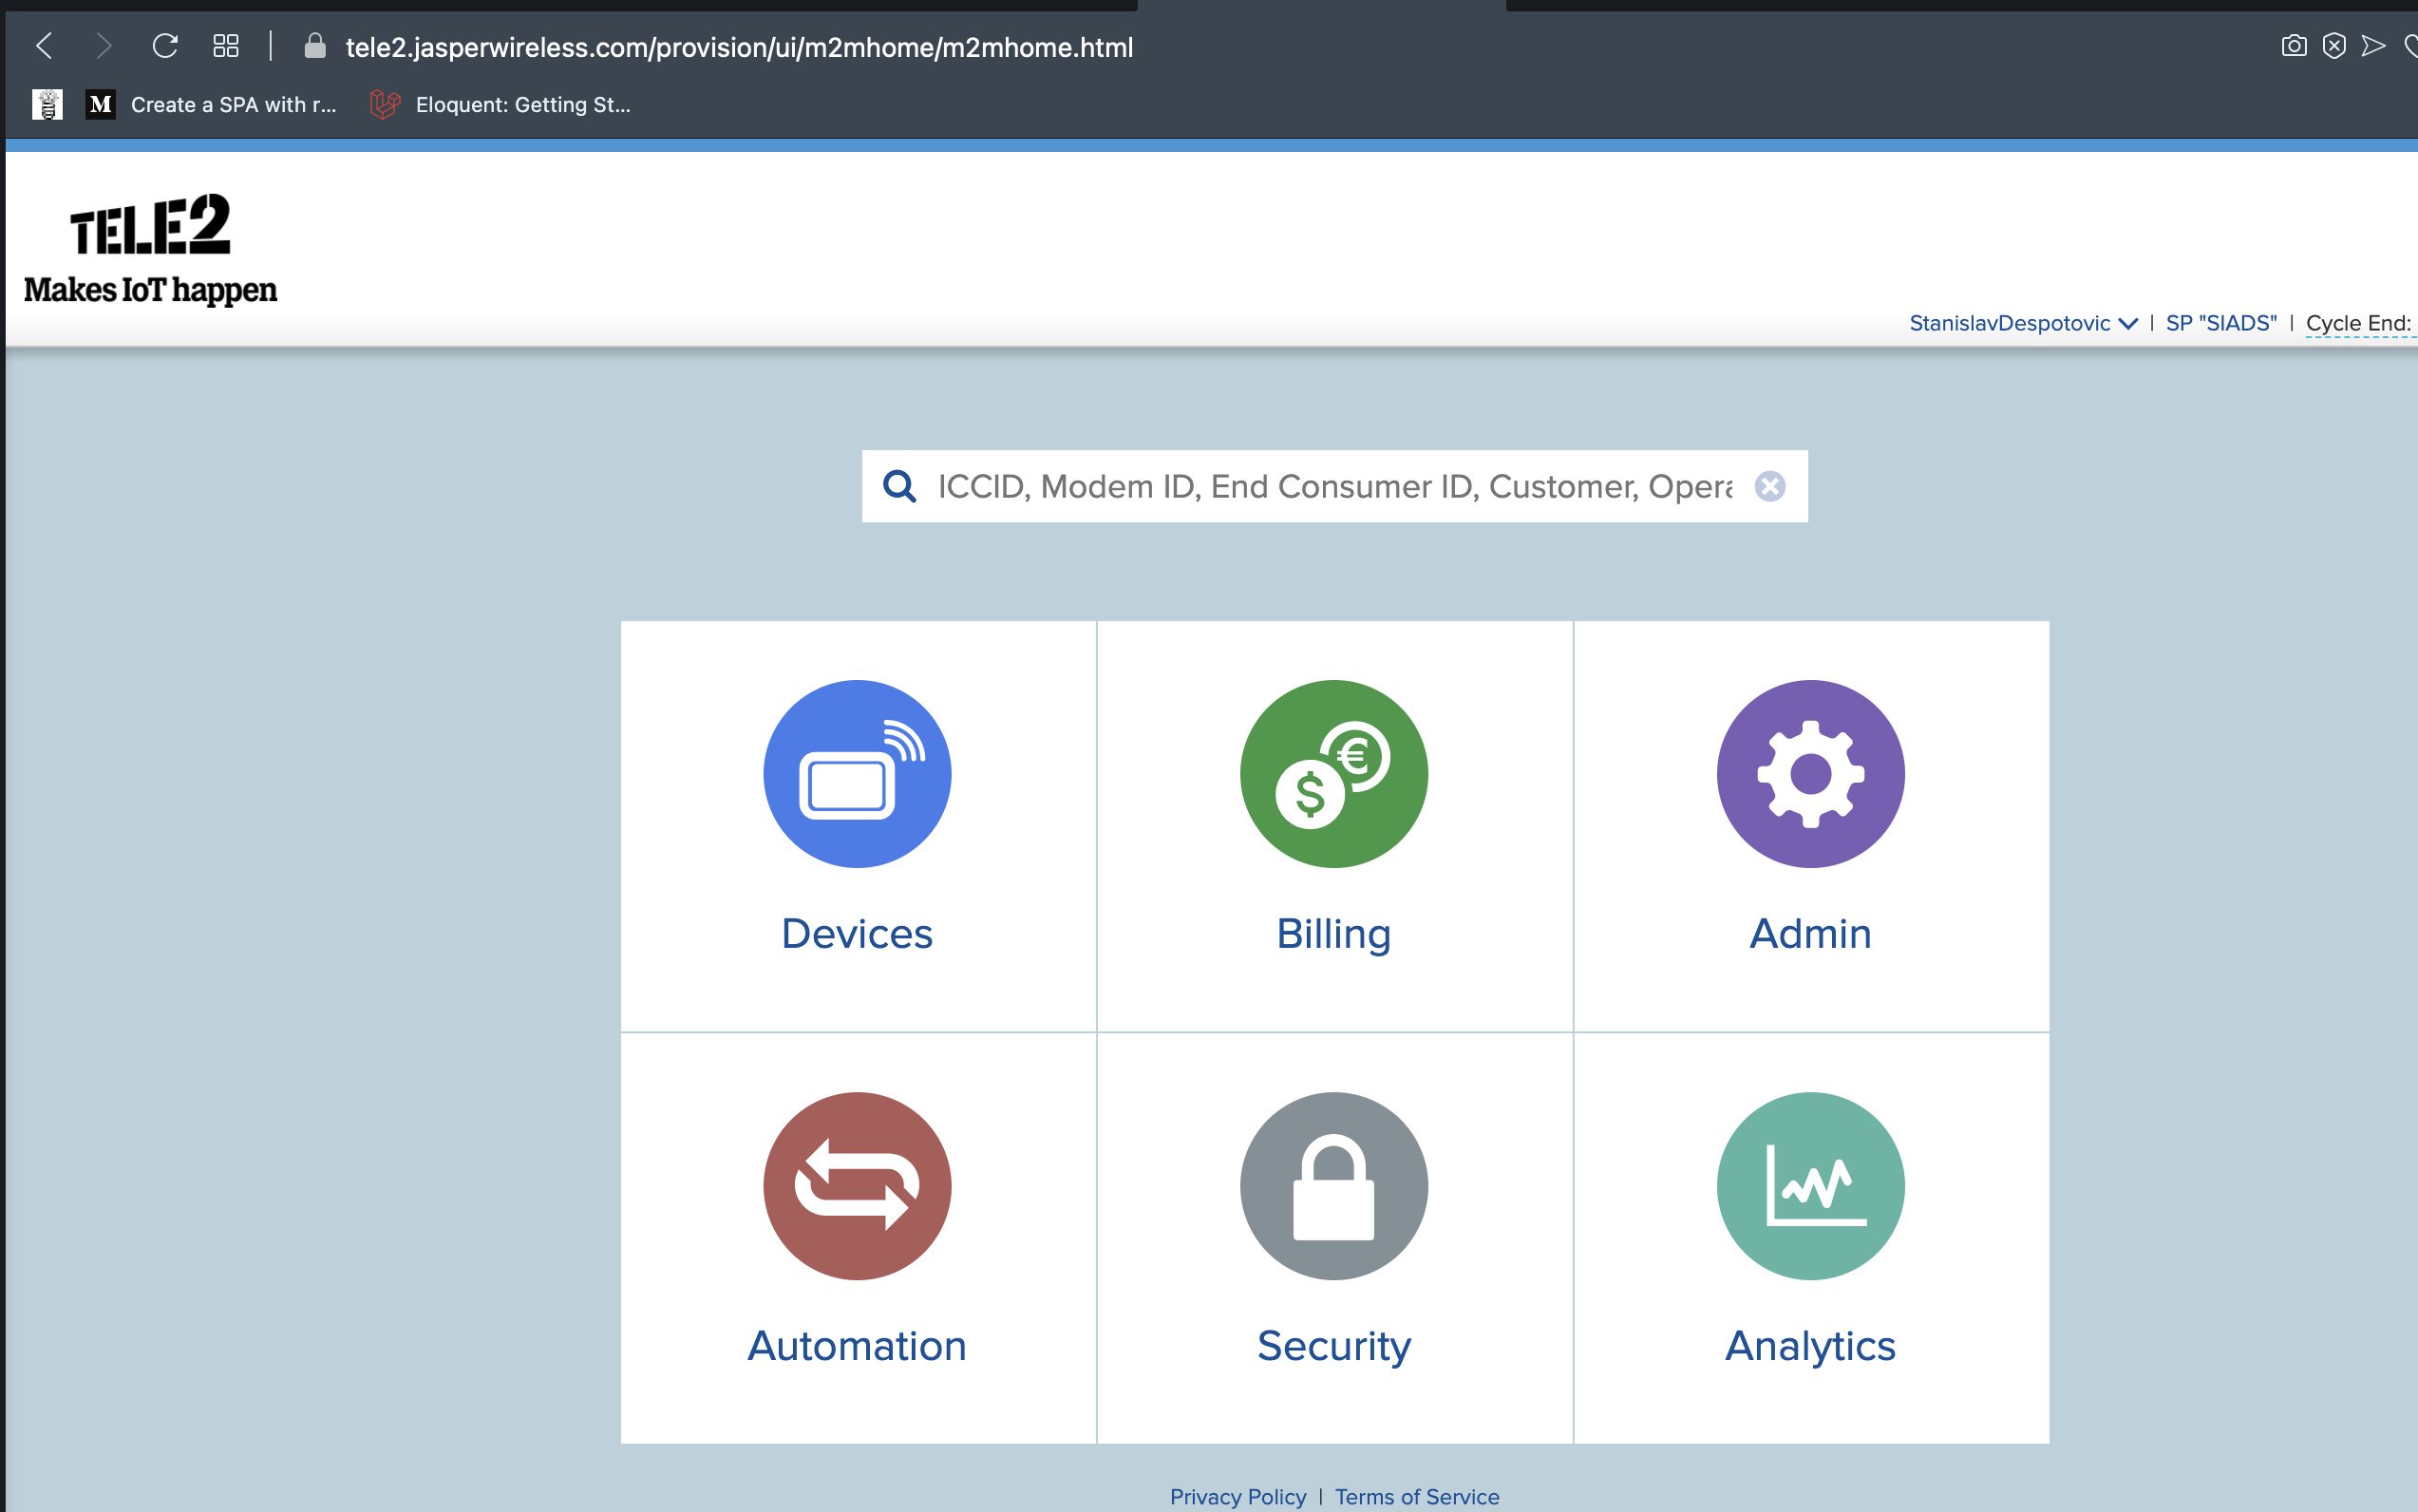 tele2.jasperwireless.com/provision/ui/m2mhome/m2mhome.html
M Create a SPA with r... Eloquent: Getting St...
TELE2
Makes IoT happen
StanislavDespotovic | SP "SIADS" | Cycle End:
ICCID, Modem ID, End Consumer ID, Customer, Opera
Devices Billing Admin
Automation Security Analytics
Privacy Policy | Terms of Service